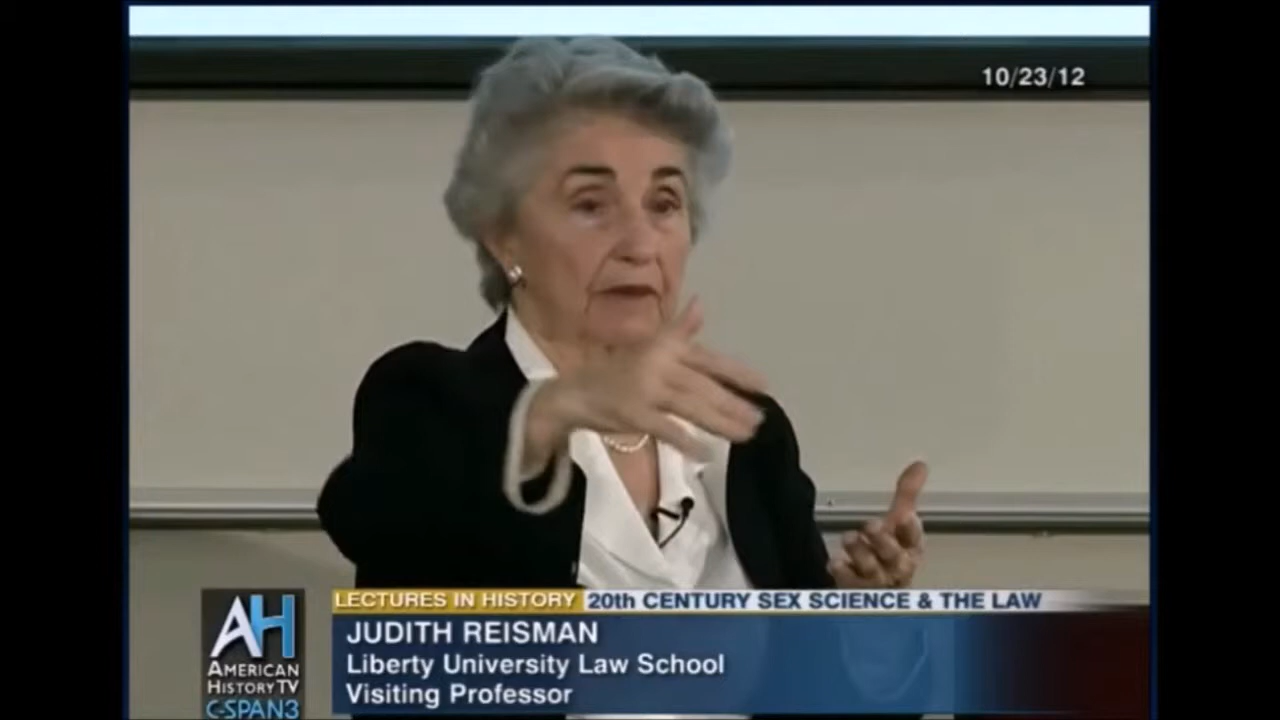 10/23/12
LECTURES IN HISTORY 20th CENTURY SEX SCIENCE & THE LAW
JUDITH REISMAN
Liberty University Law School
Visiting Professor
AH
AMERICAN
HISTORY TV
C-SPAN3